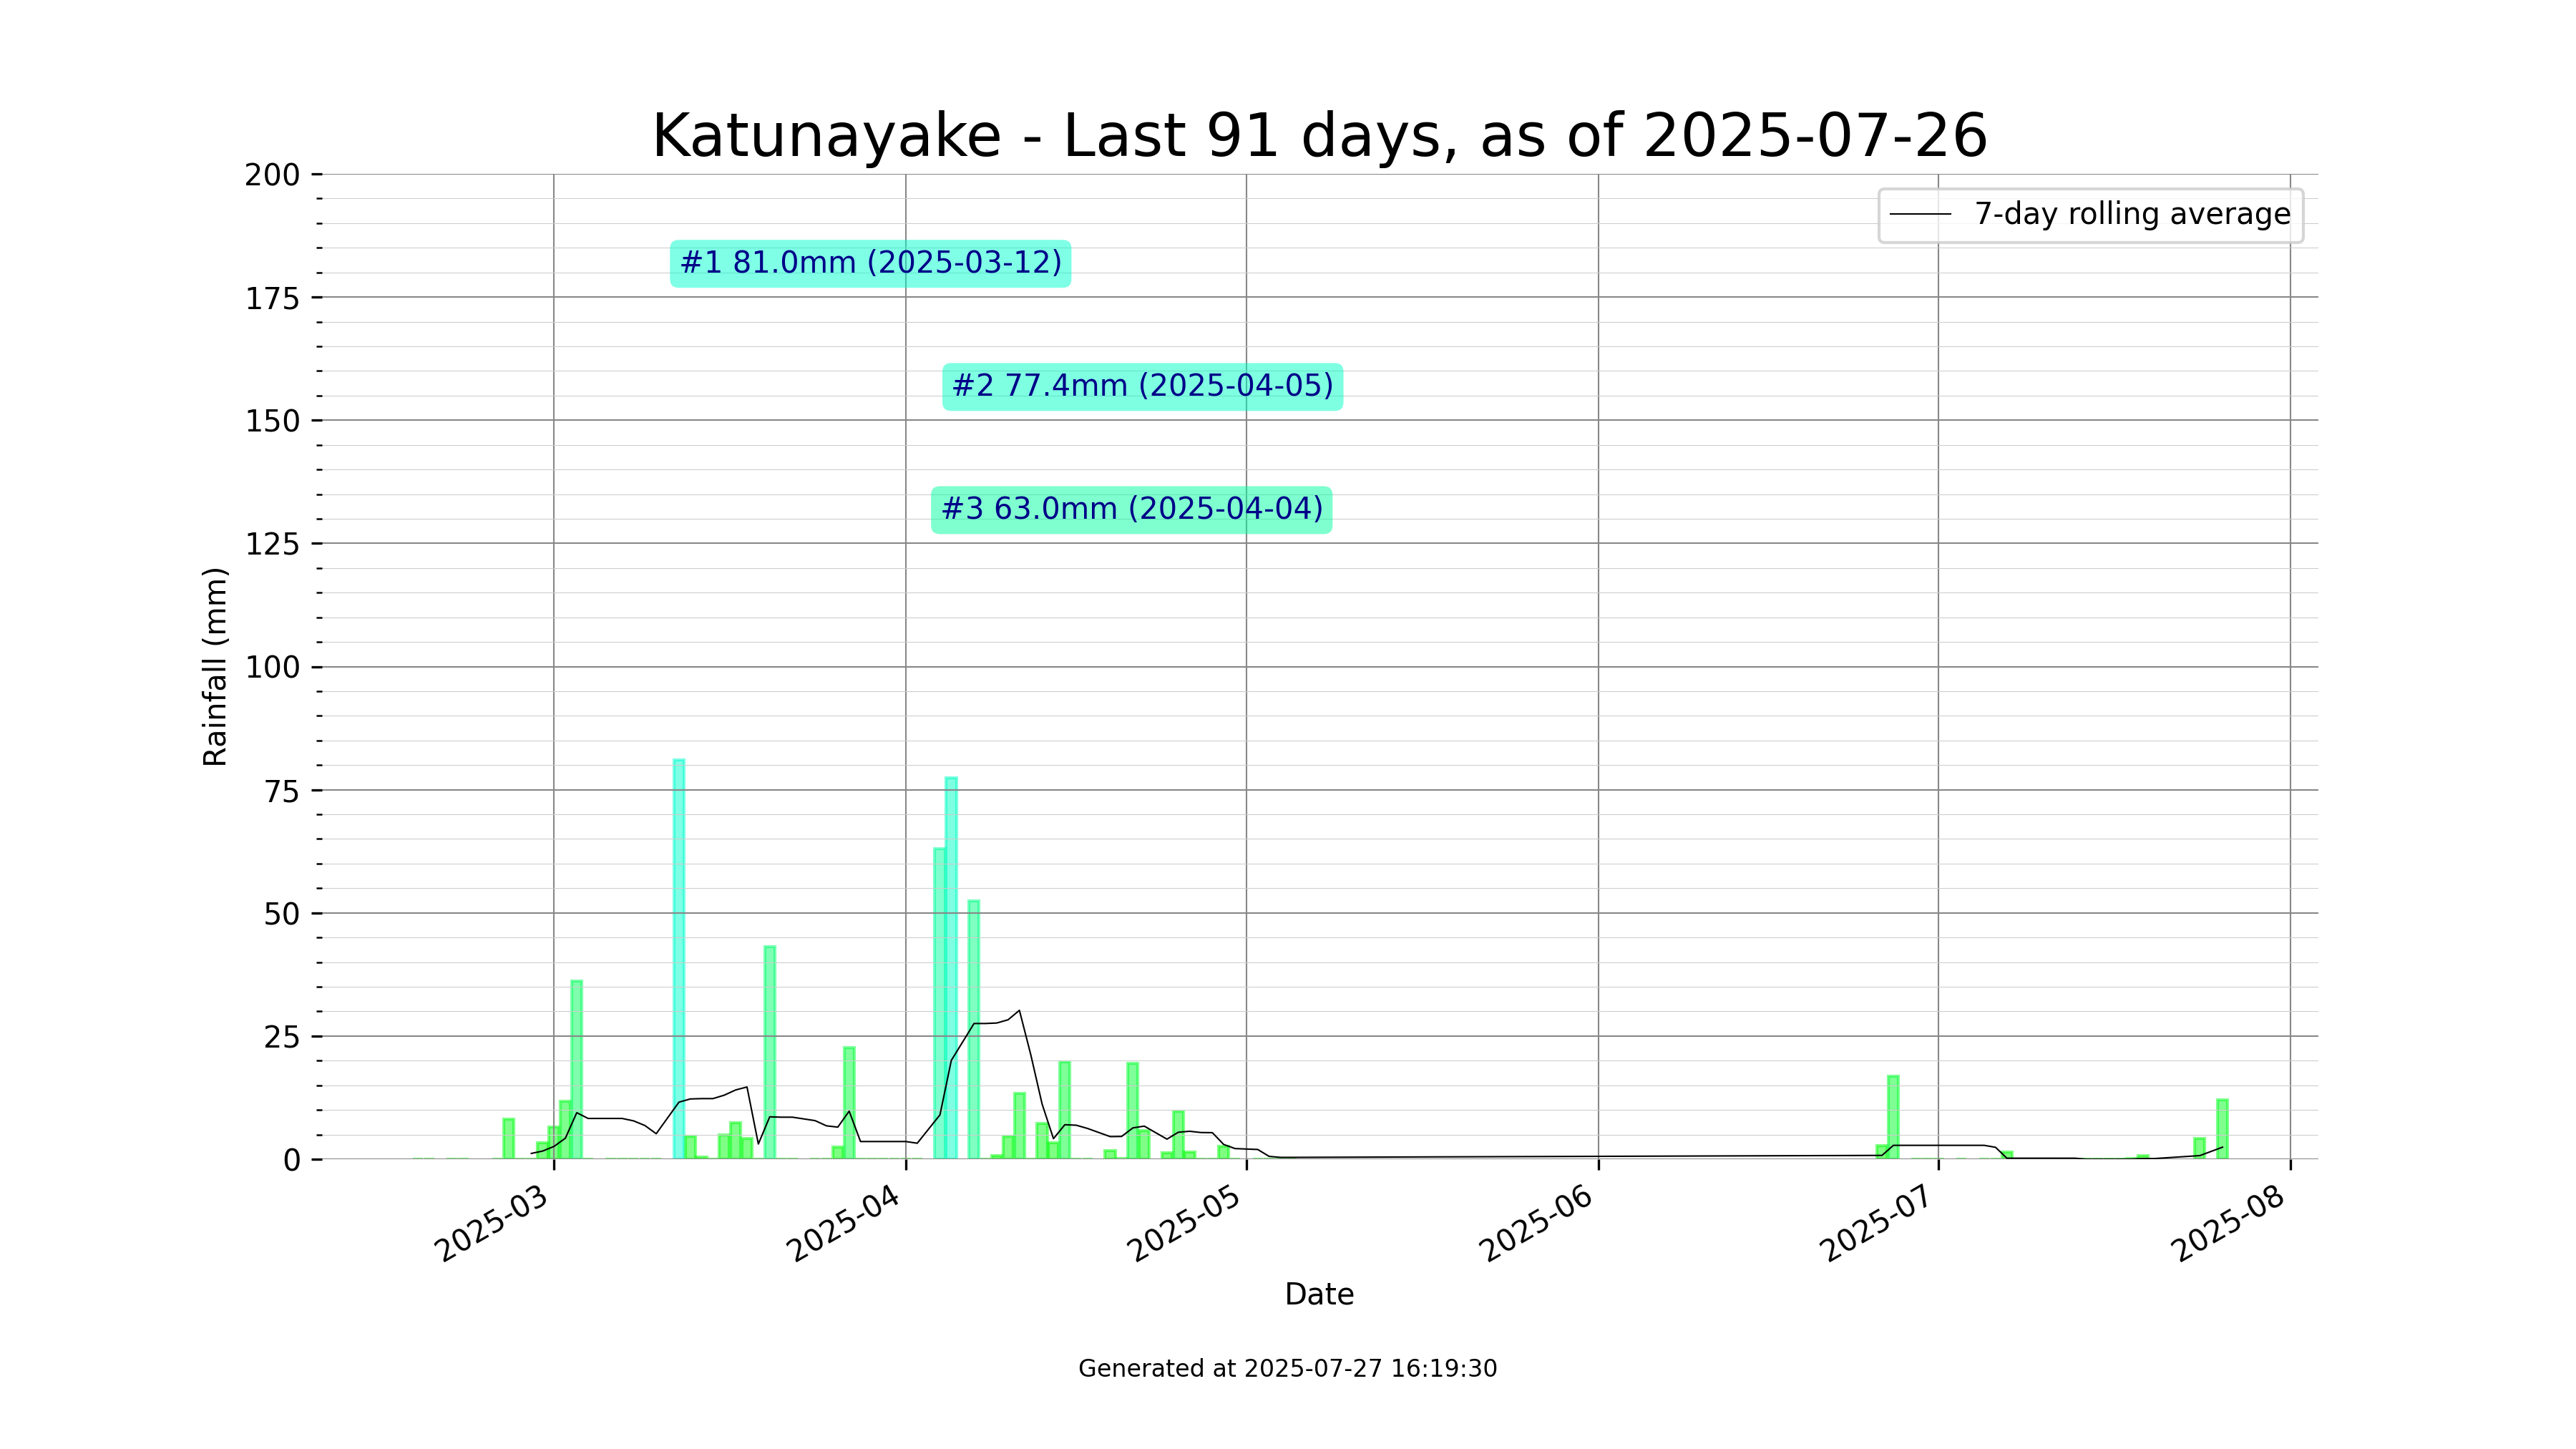 Katunayake - Last 91 days, as of 2025-07-26
7-day rolling average
#1 81.0mm (2025-03-12)
#2 77.4mm (2025-04-05)
#3 63.0mm (2025-04-04)
Rainfall (mm)
200
175
150
125
100
75
50
25
0
2025-03
2025-04
2025-05
2025-06
2025-07
2025-08
Date
Generated at 2025-07-27 16:19:30